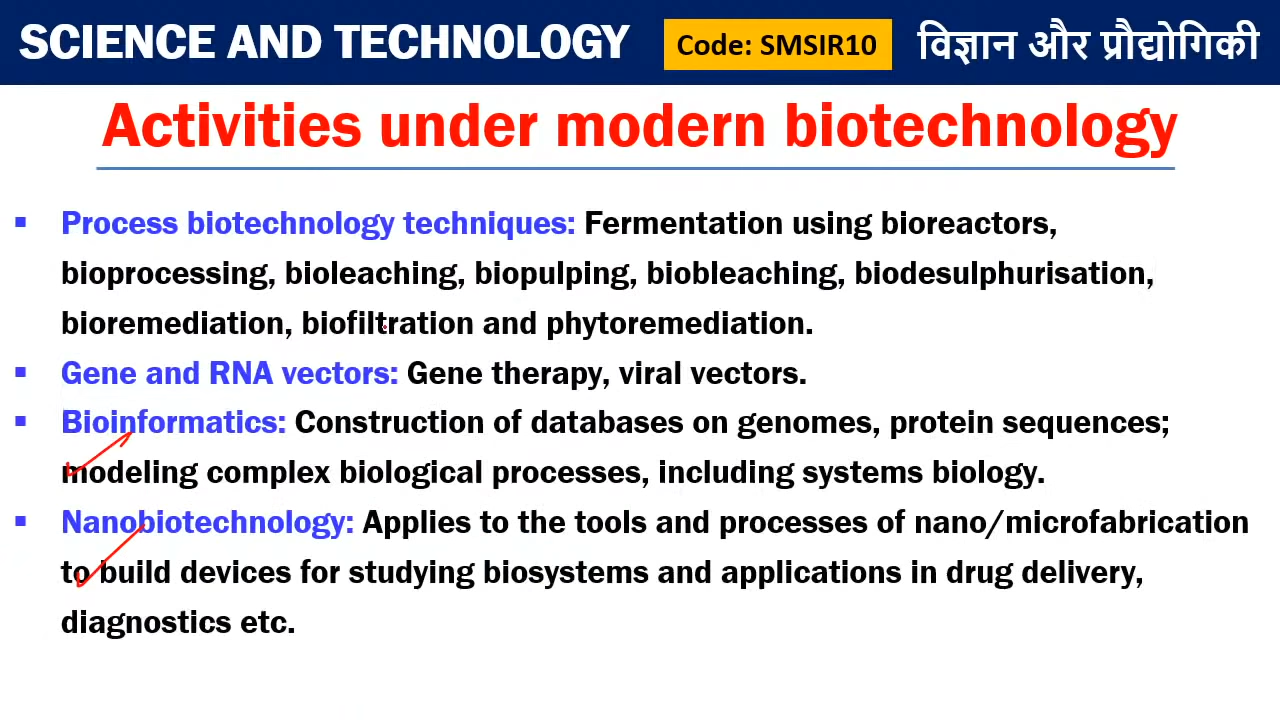 SCIENCE AND TECHNOLOGY
Code: SMSIR10
विज्ञान और प्रौद्योगिकी
Activities under modern biotechnology
▪ Process biotechnology techniques: Fermentation using bioreactors,
bioprocessing, bioleaching, biopulping, biobleaching, biodesulphurisation,
bioremediation, biofiltration and phytoremediation.
▪ Gene and RNA vectors: Gene therapy, viral vectors.
▪ Bioinformatics: Construction of databases on genomes, protein sequences;
modeling complex biological processes, including systems biology.
▪ Nanobiotechnology: Applies to the tools and processes of nano/microfabrication
to build devices for studying biosystems and applications in drug delivery,
diagnostics etc.